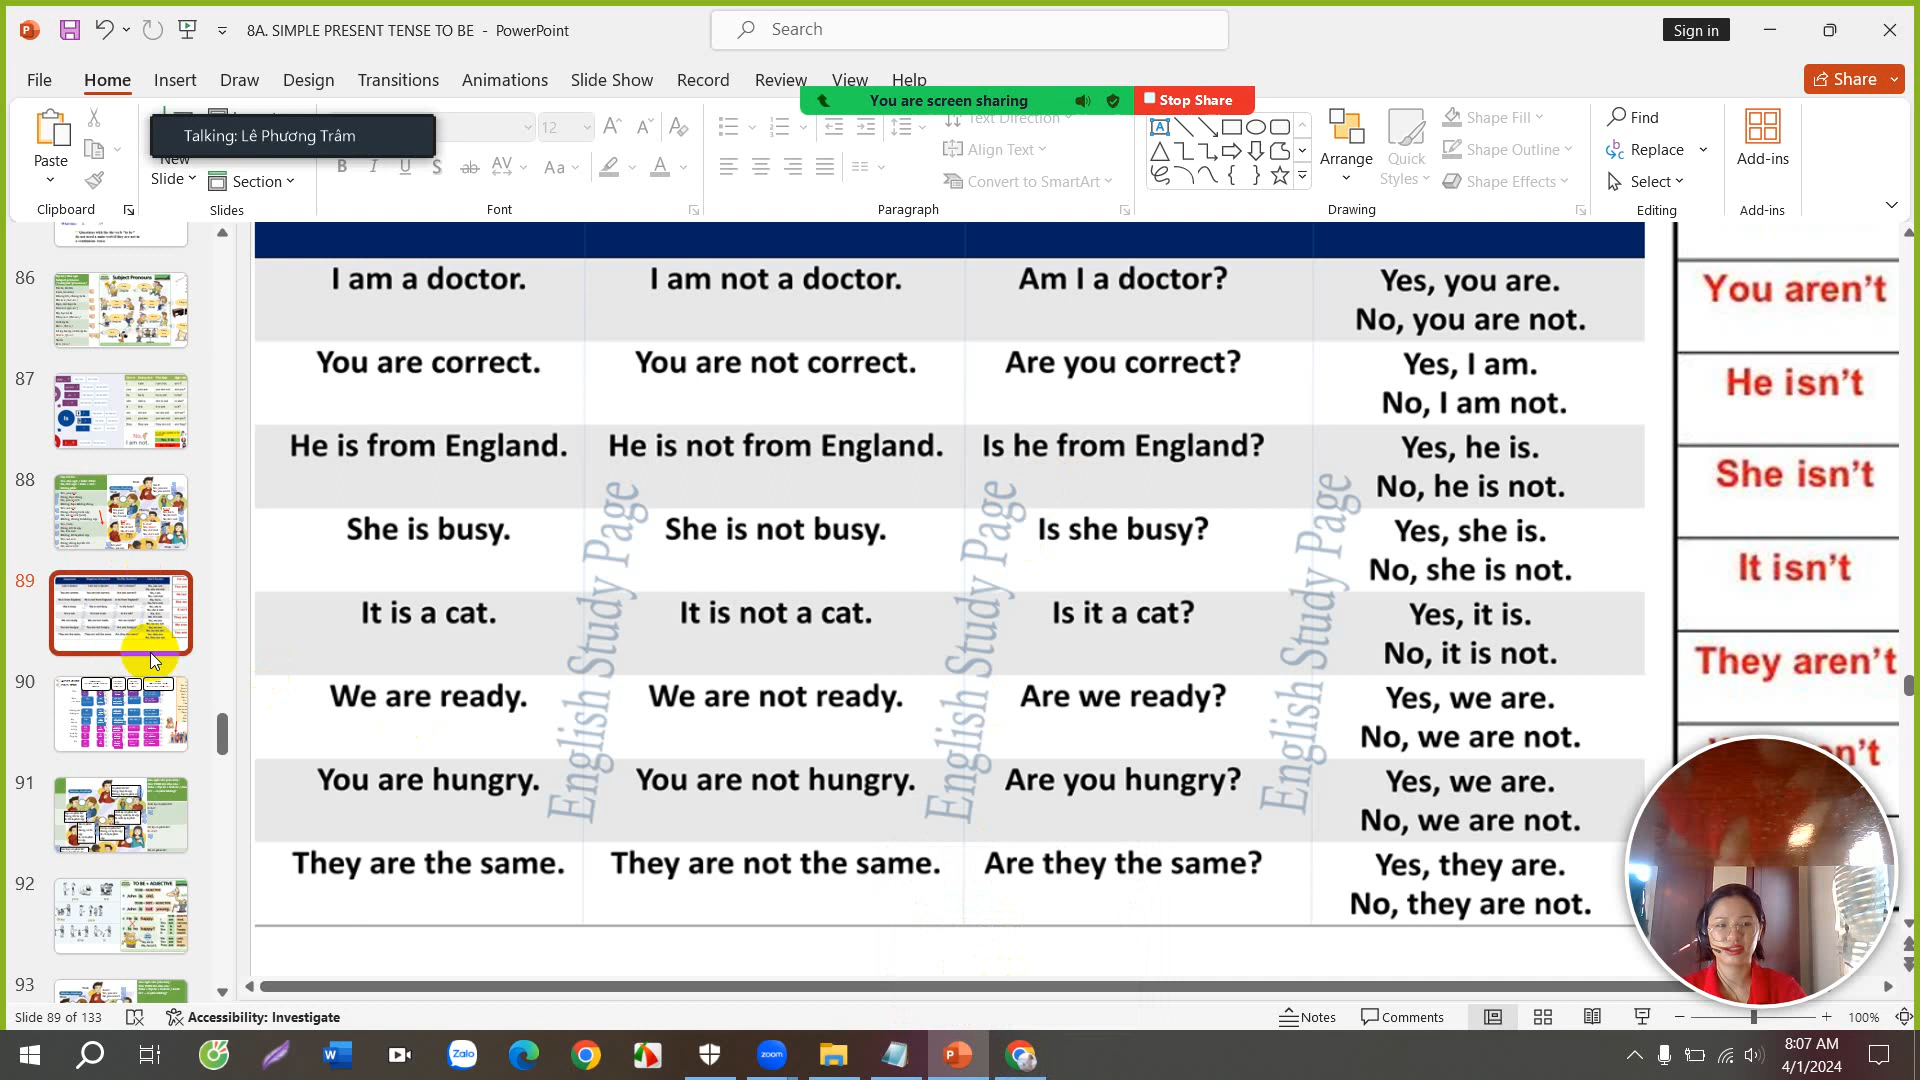 8A. SIMPLE PRESENT TENSE TO BE - PowerPoint
Search
Sign in
File Home Insert Draw Design Transitions Animations Slide Show Record Review View Help
Share
You are screen sharing
Stop Share
Talking: Lê Phương Trâm
Paste
New
Slide
Section
12
Text Direction
Align Text
Convert to SmartArt
Arrange
Quick
Styles
Shape Fill
Shape Outline
Shape Effects
Find
Replace
Select
Add-ins
Clipboard
Slides
Font
Paragraph
Drawing
Editing
Add-ins
86
Subject Pronouns
87
88
89
90
91
92
TO BE + ADJECTIVE
93
I am a doctor. I am not a doctor. Am I a doctor? Yes, you are.
No, you are not.
You are correct. You are not correct. Are you correct? Yes, I am.
No, I am not.
He is from England. He is not from England. Is he from England? Yes, he is.
No, he is not.
She is busy. She is not busy. Is she busy? Yes, she is.
No, she is not.
It is a cat. It is not a cat. Is it a cat? Yes, it is.
No, it is not.
We are ready. We are not ready. Are we ready? Yes, we are.
No, we are not.
You are hungry. You are not hungry. Are you hungry? Yes, we are.
No, we are not.
They are the same. They are not the same. Are they the same? Yes, they are.
No, they are not.
English Study Page
English Study Page
English Study Page
You aren't
He isn't
She isn't
It isn't
They aren't
Slide 89 of 133
Accessibility: Investigate
Notes
Comments
100%
Zalo
zoom
8:07 AM
4/1/2024